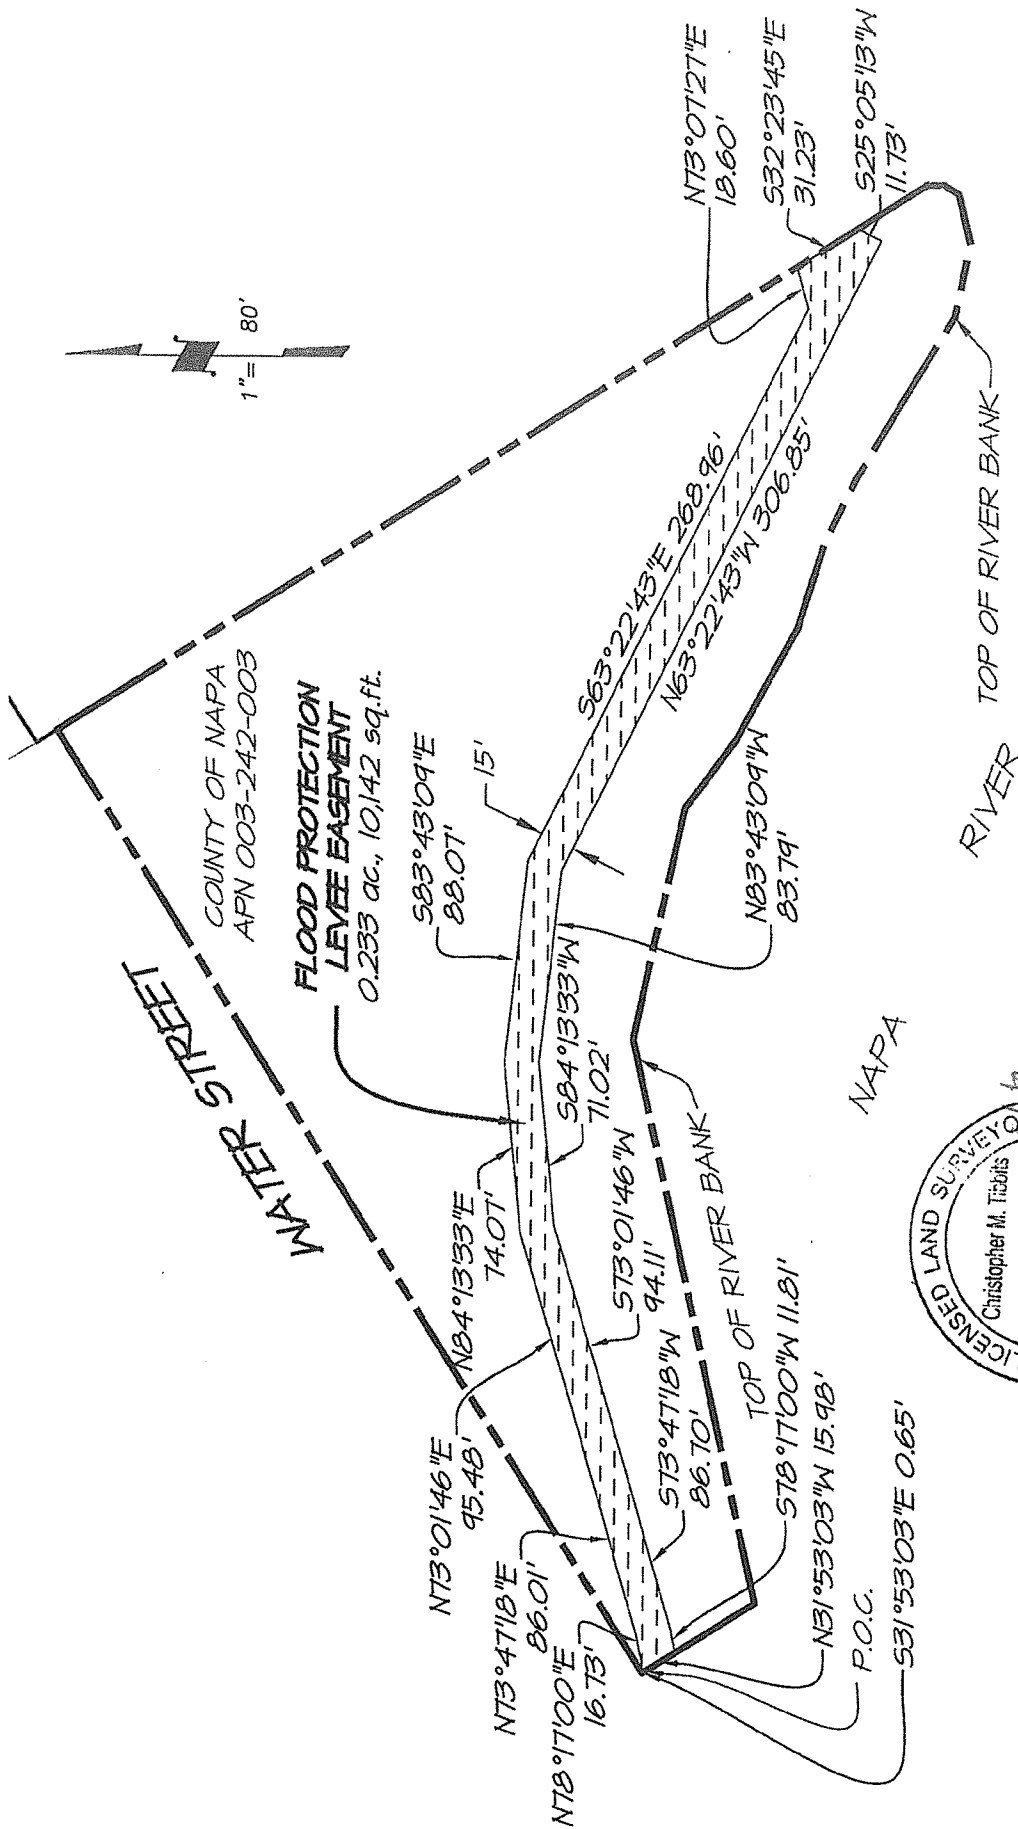 1"= 80'
WATER STREET
COUNTY OF NAPA
APN 003-242-003
FLOOD PROTECTION
LEVEE EASEMENT
0.233 ac., 10,142 sq.ft.
N73°07'27"E
18.60'
S32°23'45"E
31.23'
S25°05'13"W
11.73'
S83°43'09"E
88.07'
15'
S63°22'43"E 268.96'
N63°22'43"W 306.85'
N84°13'33"E
74.07'
S84°13'33"W
71.02'
N83°43'09"W
83.79'
N73°01'46"E
95.48'
S73°01'46"W
94.11'
N73°47'18"E
86.01'
S73°47'18"W
86.70'
N78°17'00"E
16.73'
S78°17'00"W 11.81'
N31°53'03"W 15.98'
P.O.C.
S31°53'03"E 0.65'
TOP OF RIVER BANK
TOP OF RIVER BANK
NAPA
RIVER
LICENSED LAND SURVEYO
Christopher M. Tibbits